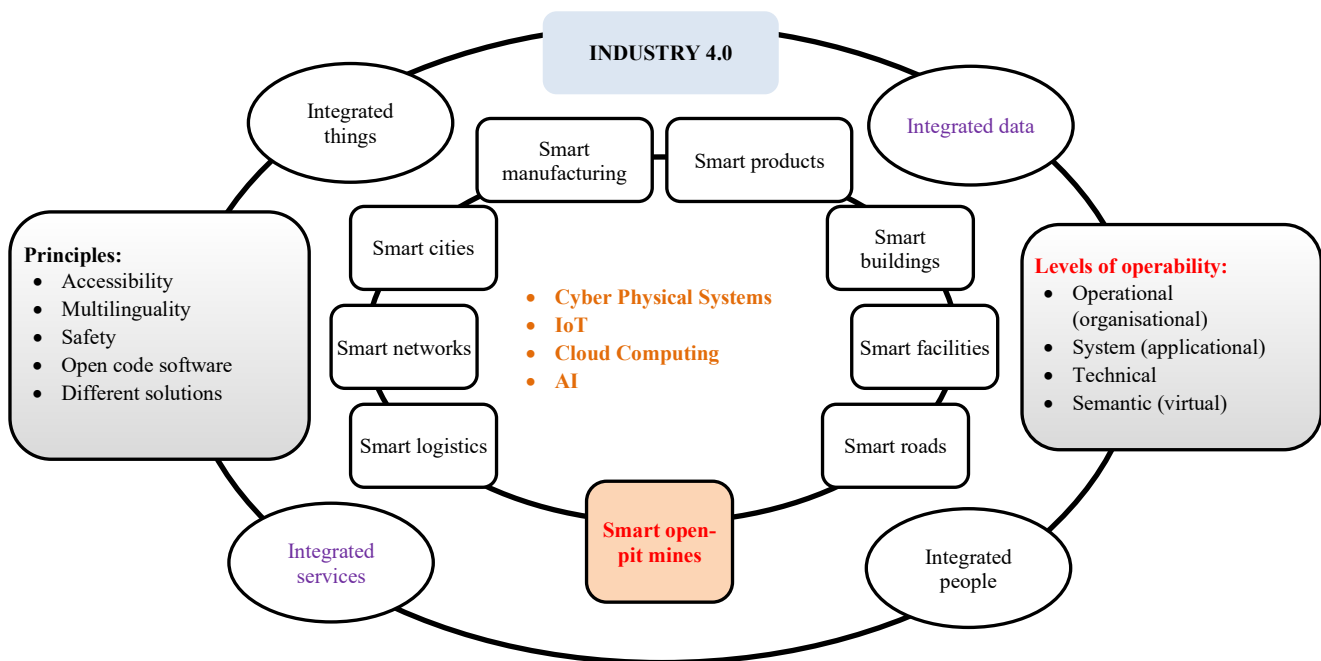 INDUSTRY 4.0
Integrated
things
Integrated data
Smart
manufacturing
Smart products
Smart cities
Smart
buildings
Principles:
• Accessibility
• Multilinguality
• Safety
• Open code software
• Different solutions
Levels of operability:
• Operational
(organisational)
• System (applicational)
• Technical
• Semantic (virtual)
• Cyber Physical Systems
• IoT
• Cloud Computing
• AI
Smart networks
Smart facilities
Smart logistics
Smart roads
Smart open-
pit mines
Integrated
services
Integrated
people